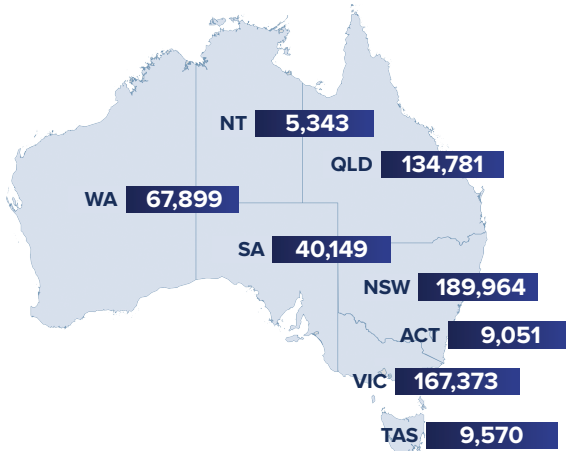 NT 5,343
QLD 134,781
WA 67,899
SA 40,149
NSW 189,964
ACT 9,051
VIC 167,373
TAS 9,570